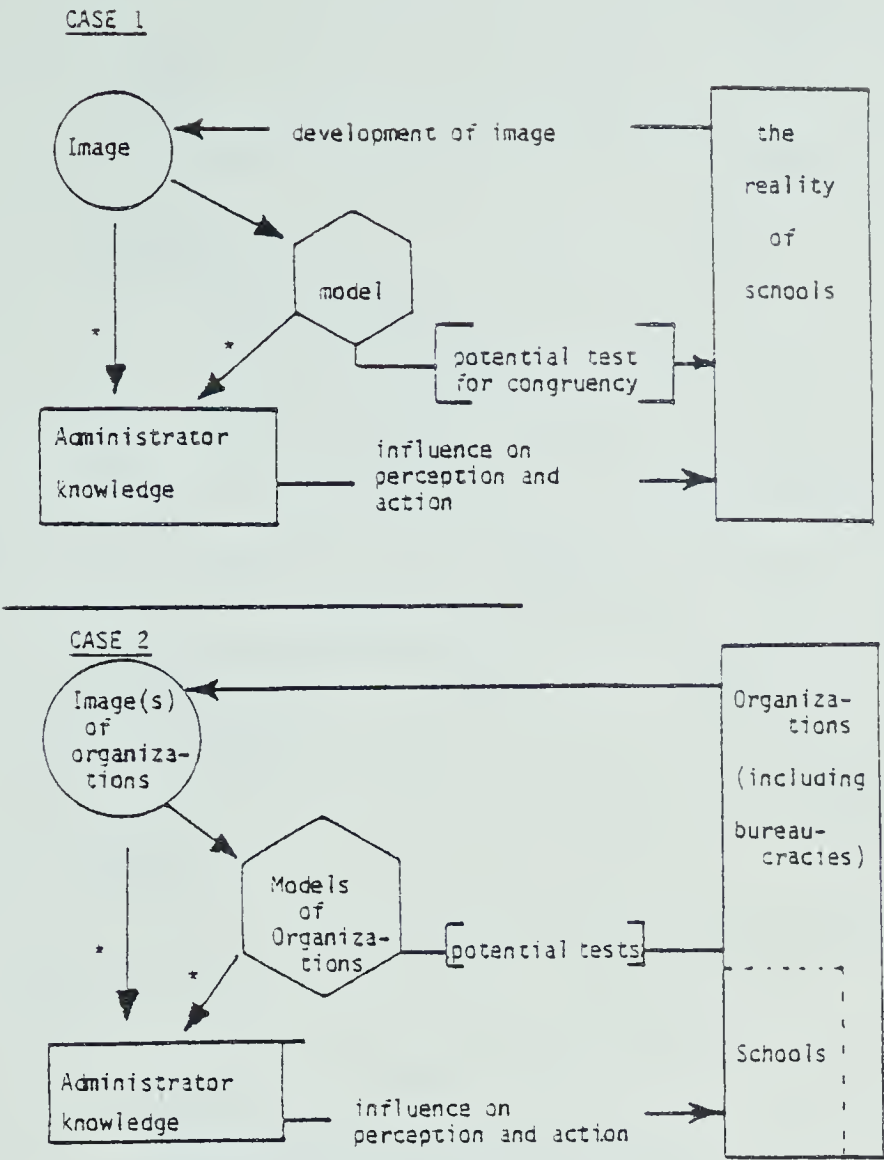 CASE 1
Image
development of image
the
reality
of
schools
model
*
*
potential test
for congruency
Administrator
knowledge
influence on
perception and
action
CASE 2
Image(s)
of
organiza-
tions
Organiza-
tions
(including
bureau-
cracies)
Models
of
Organiza-
tions
*
*
potential tests
Schools
Administrator
knowledge
influence on
perception and action